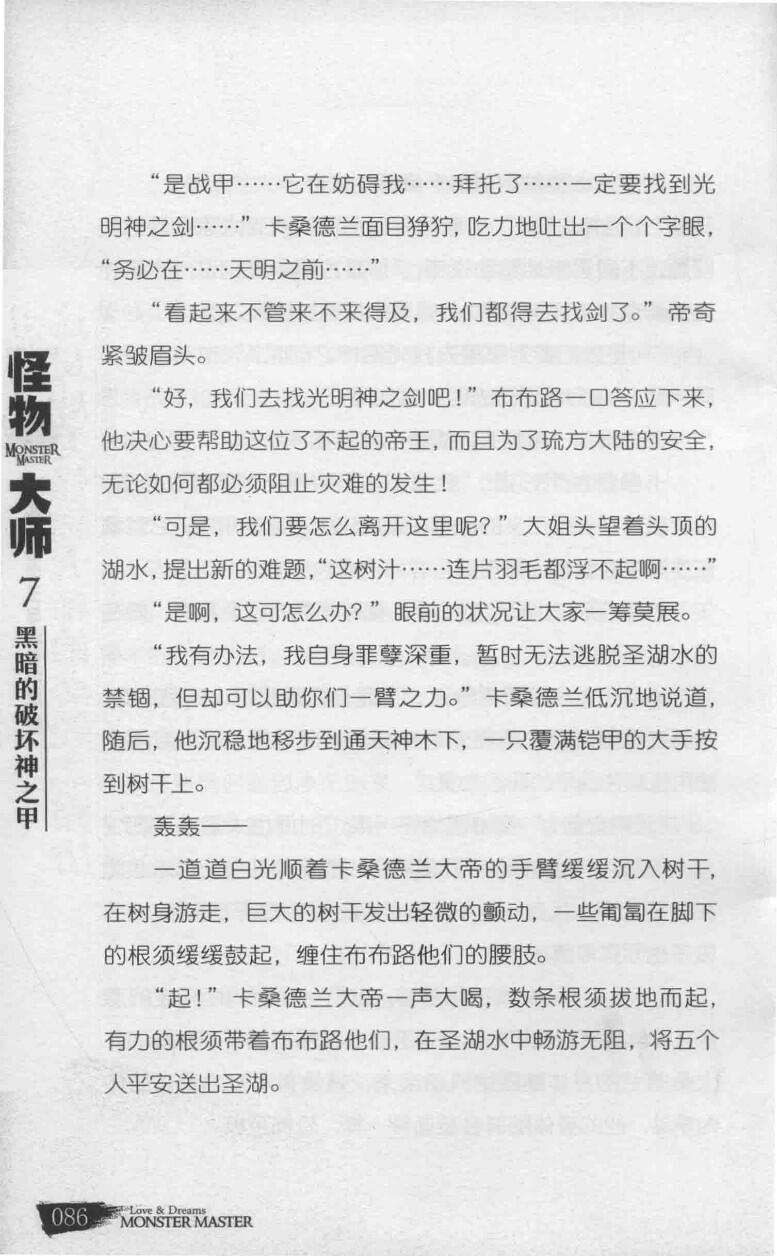 “是战甲……它在妨碍我……拜托了……一定要找到光
明神之剑……”卡桑德兰面目狰狞，吃力地吐出一个个字眼，
“务必在……天明之前……”
“看起来不管来不来得及，我们都得去找剑了。”帝奇
紧皱眉头。
“好，我们去找光明神之剑吧！”布布路一口答应下来，
他决心要帮助这位了不起的帝王，而且为了琉方大陆的安全，
无论如何都必须阻止灾难的发生！
“可是，我们要怎么离开这里呢？”大姐头望着头顶的
湖水，提出新的难题，“这树汁……连片羽毛都浮不起啊……”
“是啊，这可怎么办？”眼前的状况让大家一筹莫展。
“我有办法，我自身罪孽深重，暂时无法逃脱圣湖水的
禁锢，但却可以助你们一臂之力。”卡桑德兰低沉地说道，
随后，他沉稳地移步到通天神木下，一只覆满铠甲的大手按
到树干上。
轰轰——
一道道白光顺着卡桑德兰大帝的手臂缓缓沉入树干，
在树身游走，巨大的树干发出轻微的颤动，一些匍匐在脚下
的根须缓缓鼓起，缠住布布路他们的腰肢。
“起！”卡桑德兰大帝一声大喝，数条根须拔地而起，
有力的根须带着布布路他们，在圣湖水中畅游无阻，将五个
人平安送出圣湖。
怪物
MONSTER
MASTER
大师
7
黑暗的破坏神之甲
086
Love & Dreams
MONSTER MASTER